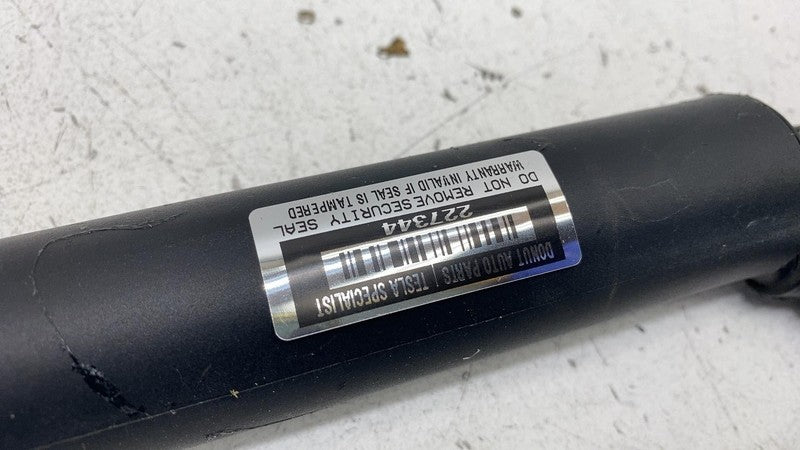 DONUT AUTO PARTS | TESLA SPECIALIST
227344
DO NOT REMOVE SECURITY SEAL
WARRANTY INVALID IF SEAL IS TAMPERED